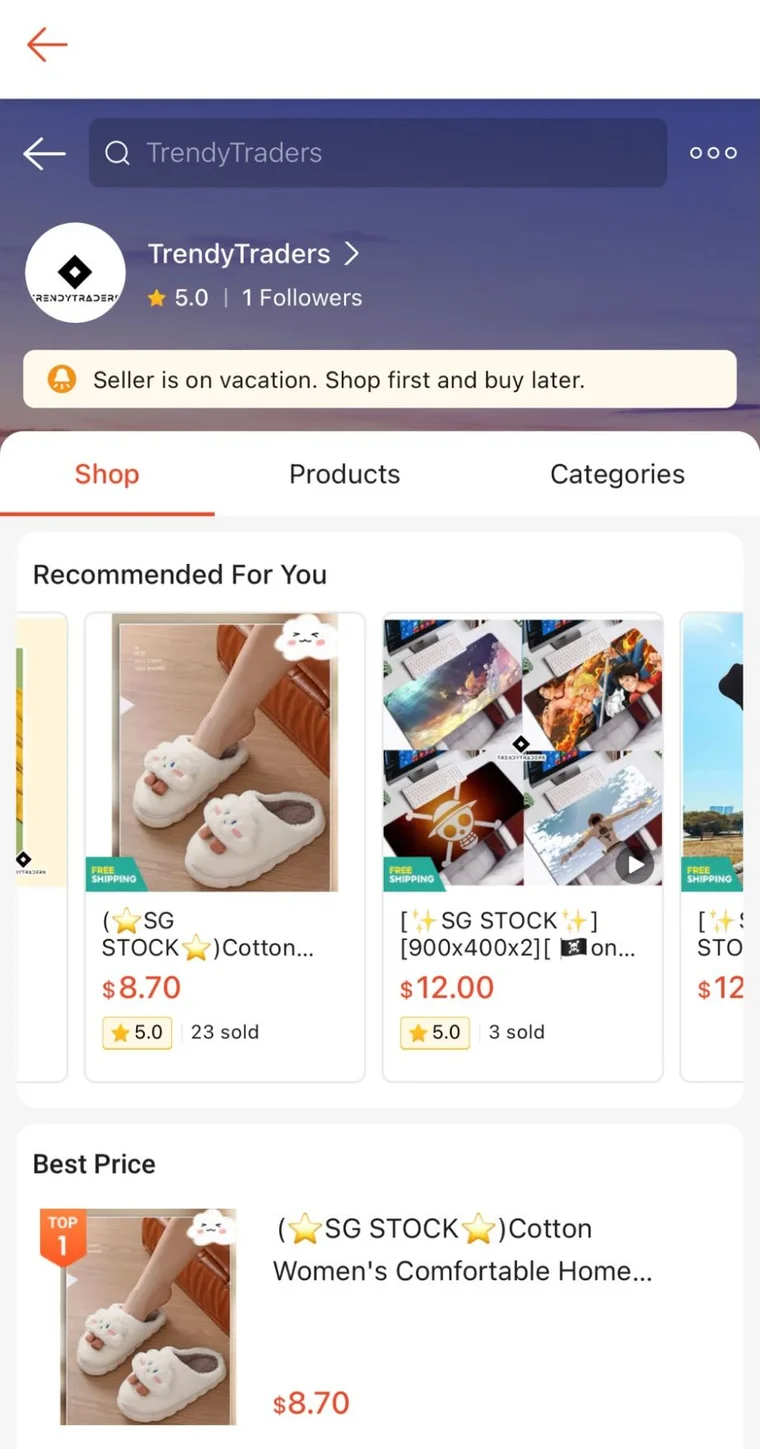 TrendyTraders
TrendyTraders
TRENDYTRADERS
5.0 | 1 Followers
Seller is on vacation. Shop first and buy later.
Shop
Products
Categories
Recommended For You
FREE
SHIPPING
(⭐SG
STOCK⭐)Cotton...
$8.70
5.0
23 sold
TRENDYTRADERS
FREE
SHIPPING
[✨SG STOCK✨]
[900x400x2][ 🏴‍☠️on...
$12.00
5.0
3 sold
FREE
SHIPPING
[✨S
STO
$12
Best Price
TOP
1
(⭐SG STOCK⭐)Cotton
Women's Comfortable Home...
$8.70